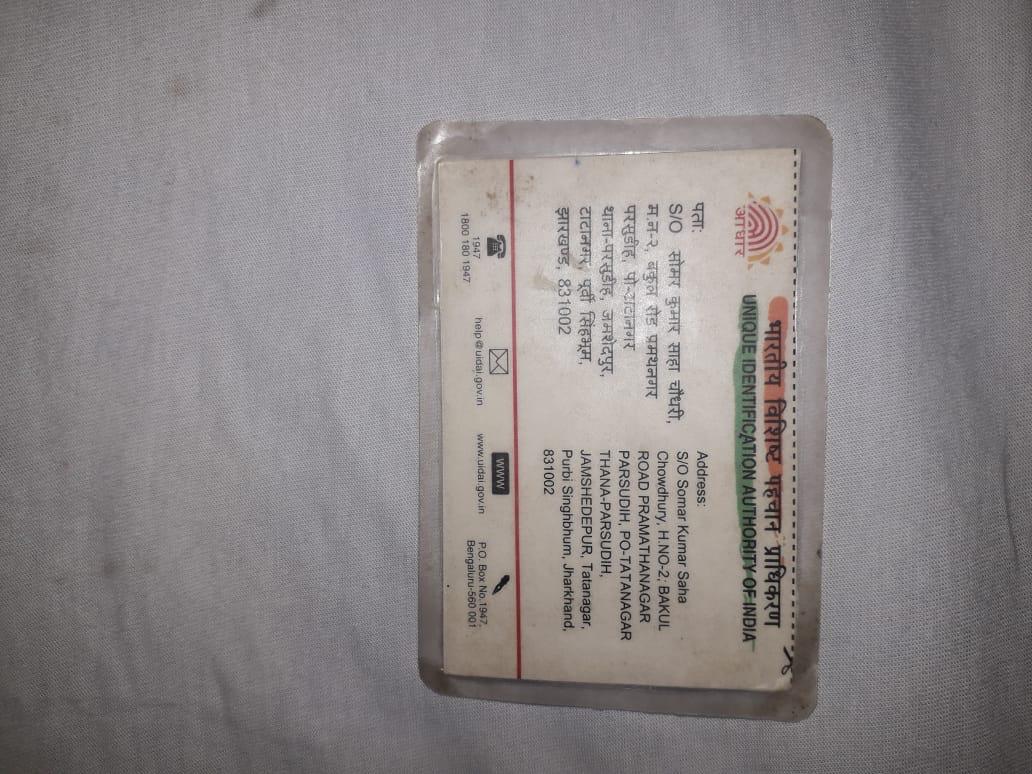 आधार
भारतीय विशिष्ट पहचान प्राधिकरण
UNIQUE IDENTIFICATION AUTHORITY OF INDIA
पता:
S/O सोमर कुमार साहा चौधरी,
म.न-२, बकुल रोड प्रमथनगर
परसुडीह, पो-टाटानगर
थाना-परसुडीह, जमशेदपुर,
टाटानगर, पूर्वी सिंहभूम,
झारखण्ड, 831002
Address:
S/O Somar Kumar Saha
Chowdhury, H.NO-2, BAKUL
ROAD PRAMATHANAGAR
PARSUDIH, PO-TATANAGAR
THANA-PARSUDIH,
JAMSHEDEPUR, Tatanagar,
Purbi Singhbhum, Jharkhand,
831002
1947
1800 180 1947
help@uidai.gov.in
www
www.uidai.gov.in
P.O. Box No.1947,
Bengaluru-560 001